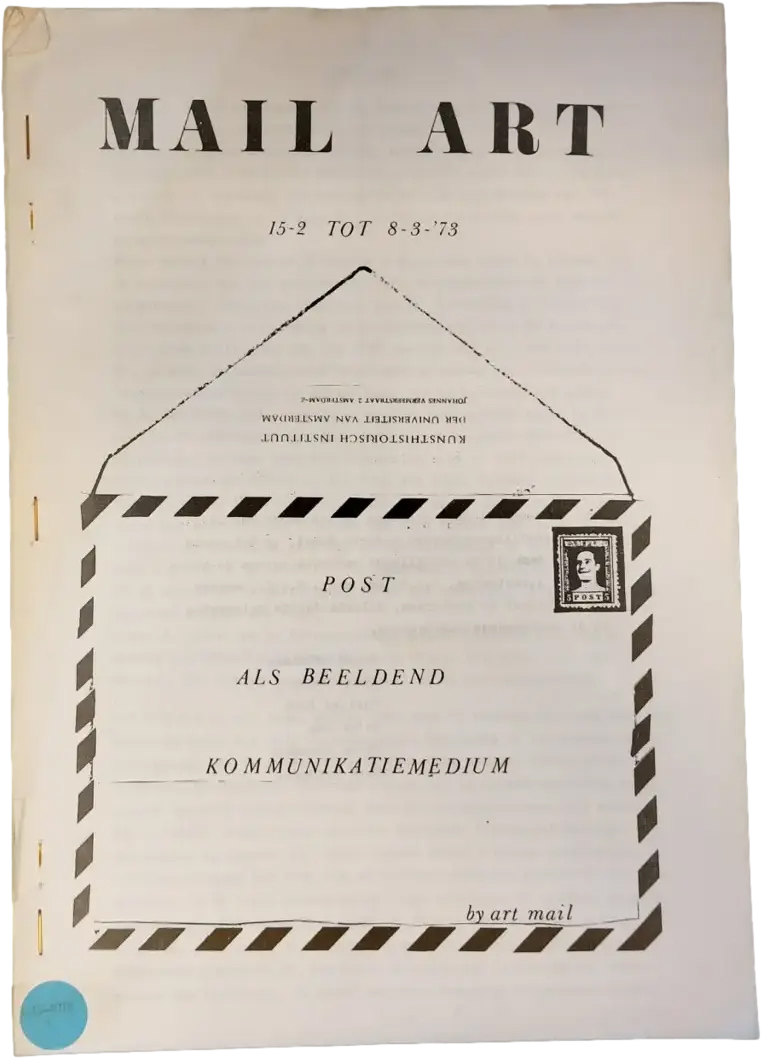 MAIL ART
15-2 TOT 8-3-'73
KUNSTHISTORISCH INSTITUUT
DER UNIVERSITEIT VAN AMSTERDAM
JOHANNES VERMEERSTRAAT 2 AMSTERDAM-Z
POST
POST
ALS BEELDEND
KOMMUNIKATIEMEDIUM
by art mail